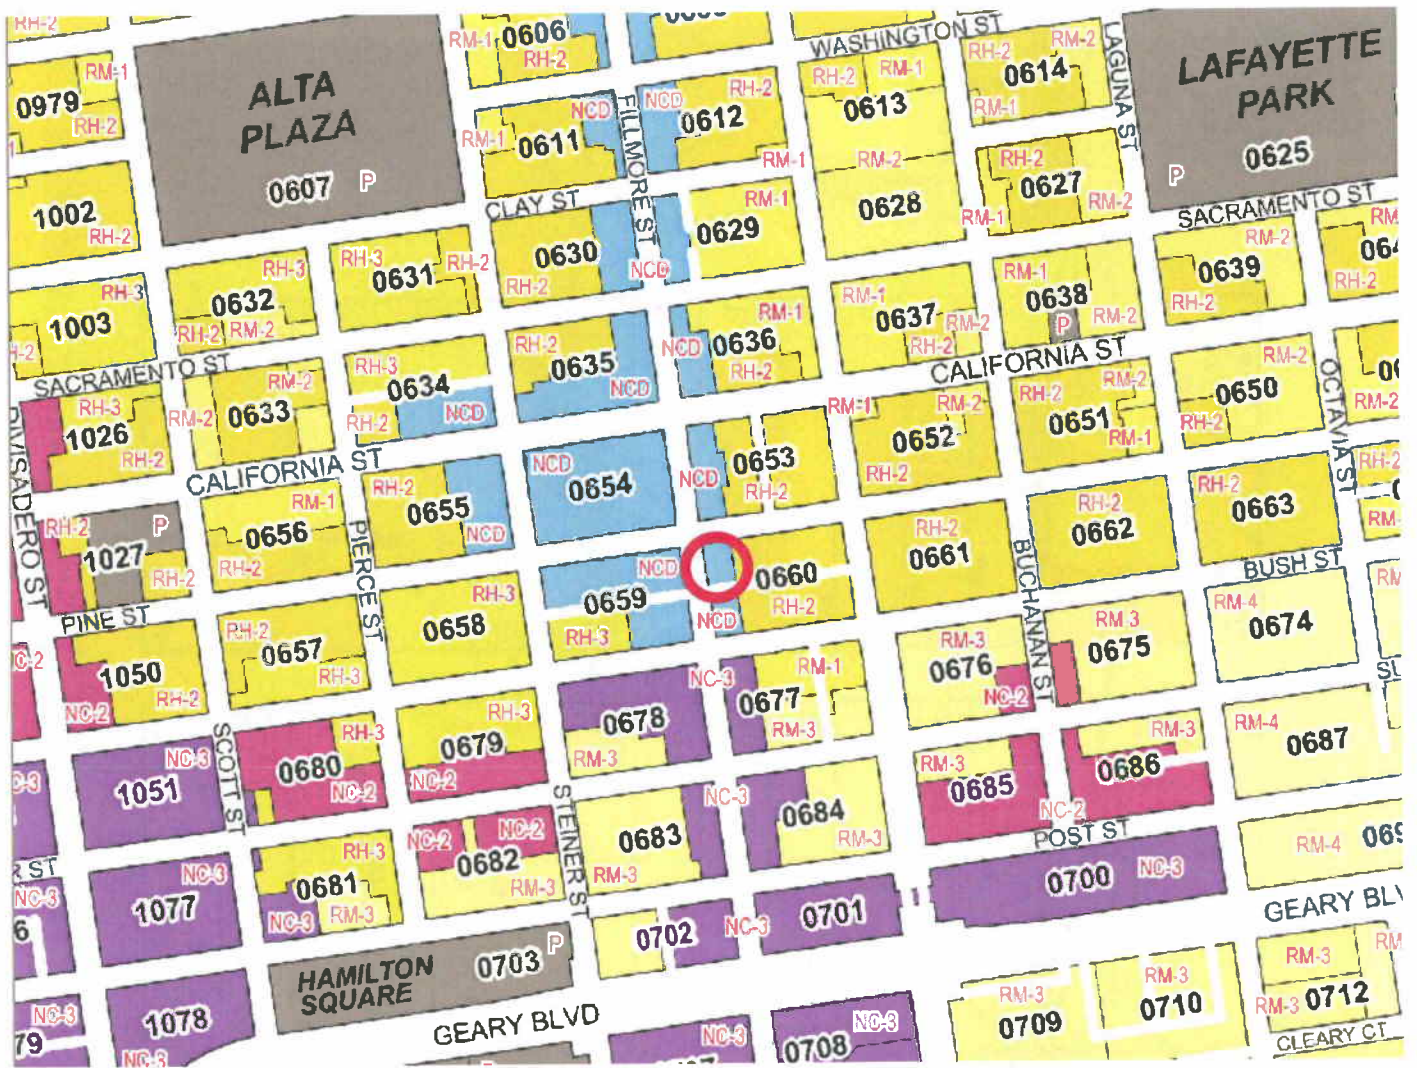 RH-2
0606
RM-1
RH-2
WASHINGTON ST
RH-2
RM-2
0614
RM-1
LAGUNA ST
LAFAYETTE
PARK
0625
P
RM-1
0979
RH-2
ALTA
PLAZA
0607
P
NCD
RM-1
0611
FILLMORE ST
NCD
RH-2
0612
RM-1
RH-2
RM-1
0613
RM-2
0628
RH-2
0627
RM-2
RM-1
1002
RH-2
CLAY ST
0630
RH-2
NCD
RM-1
0629
SACRAMENTO ST
RM-2
0639
RH-2
RM
RH-2
RH-3
1003
RH-3
0632
RH-2
RM-2
RH-3
0631
RH-2
RH-2
0635
NCD
NCD
RM-1
0636
RH-2
RM-1
0637
RM-2
RH-2
RM-1
0638
RM-2
P
CALIFORNIA ST
SACRAMENTO ST
RH-3
0634
RH-2
NCD
RM-2
RM-2
0633
DIVISADERO ST
RH-3
1026
RH-2
CALIFORNIA ST
NCD
0654
NCD
0653
RH-2
RM-1
RM-2
0652
RH-2
RH-2
RM-2
0651
RM-1
RM-2
0650
RH-2
OCTAVIA ST
RM-2
RH-2
0655
NCD
RM-1
0656
RH-2
PIERCE ST
RH-2
P
1027
RH-2
PINE ST
NCD
0659
RH-3
0660
RH-2
NCD
RH-2
0661
BUCHANAN ST
RH-2
0662
RH-2
0663
RH-2
RM-
BUSH ST
RH-3
0658
RH-2
0657
RH-3
1050
RH-2
NC-2
C-2
NC-3
0678
RM-3
RM-1
0677
RM-3
RM-3
0676
NC-2
RM-3
0675
RM-4
0674
RM
SCOTT ST
RH-3
0679
NC-2
RH-3
0680
NC-2
NC-3
1051
C-3
STEINER ST
0683
RM-3
NC-3
0684
RM-3
RM-3
0685
NC-2
RM-3
0686
POST ST
RM-4
0687
NC-2
NC-2
0682
RM-3
RH-3
0681
NC-3
RM-3
NC-3
1077
ST
NC-3
6
0702
NC-3
0701
0700
NC-3
RM-4
GEARY BLV
HAMILTON
SQUARE
0703
P
GEARY BLVD
1078
NC-3
NC-3
79
NC-3
NC-3
0708
RM-3
0709
RM-3
0710
RM-3
RM
RM-3
0712
CLEARY CT